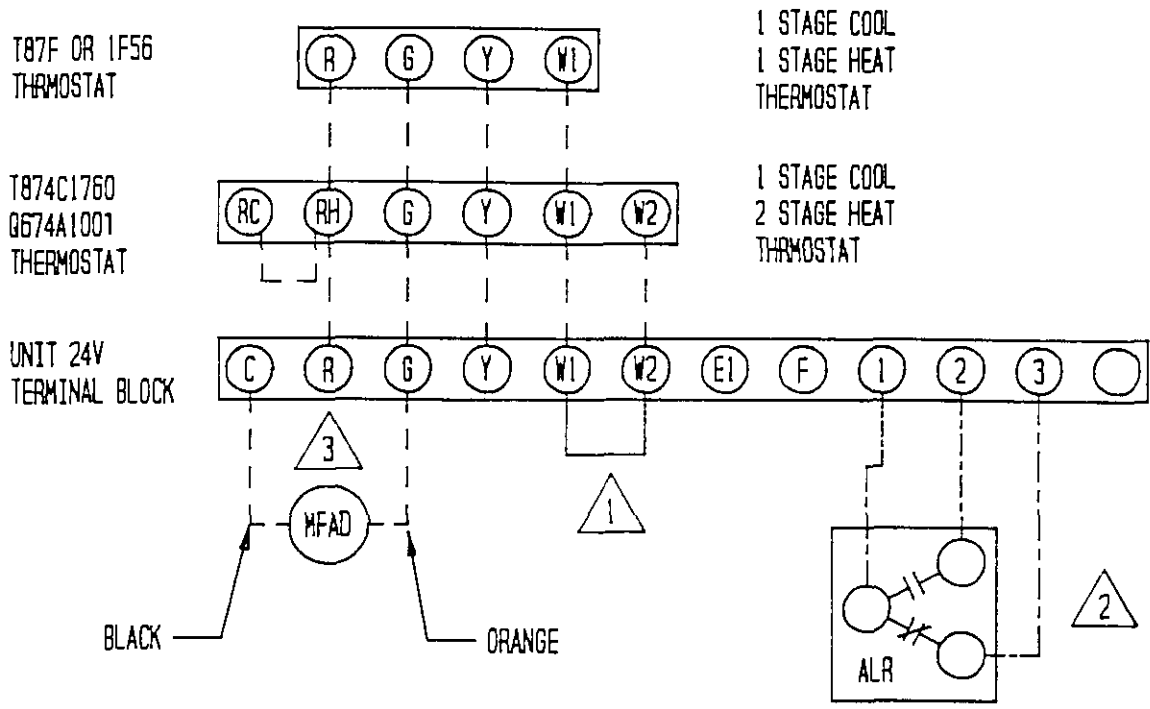 T87F OR 1F56
THRMOSTAT
R G Y W1
1 STAGE COOL
1 STAGE HEAT
THERMOSTAT
T874C1760
Q674A1001
THERMOSTAT
RC RH G Y W1 W2
1 STAGE COOL
2 STAGE HEAT
THRMOSTAT
UNIT 24V
TERMINAL BLOCK
C R G Y W1 W2 E1 F 1 2 3
3
MFAD
1
2
BLACK
ORANGE
ALR